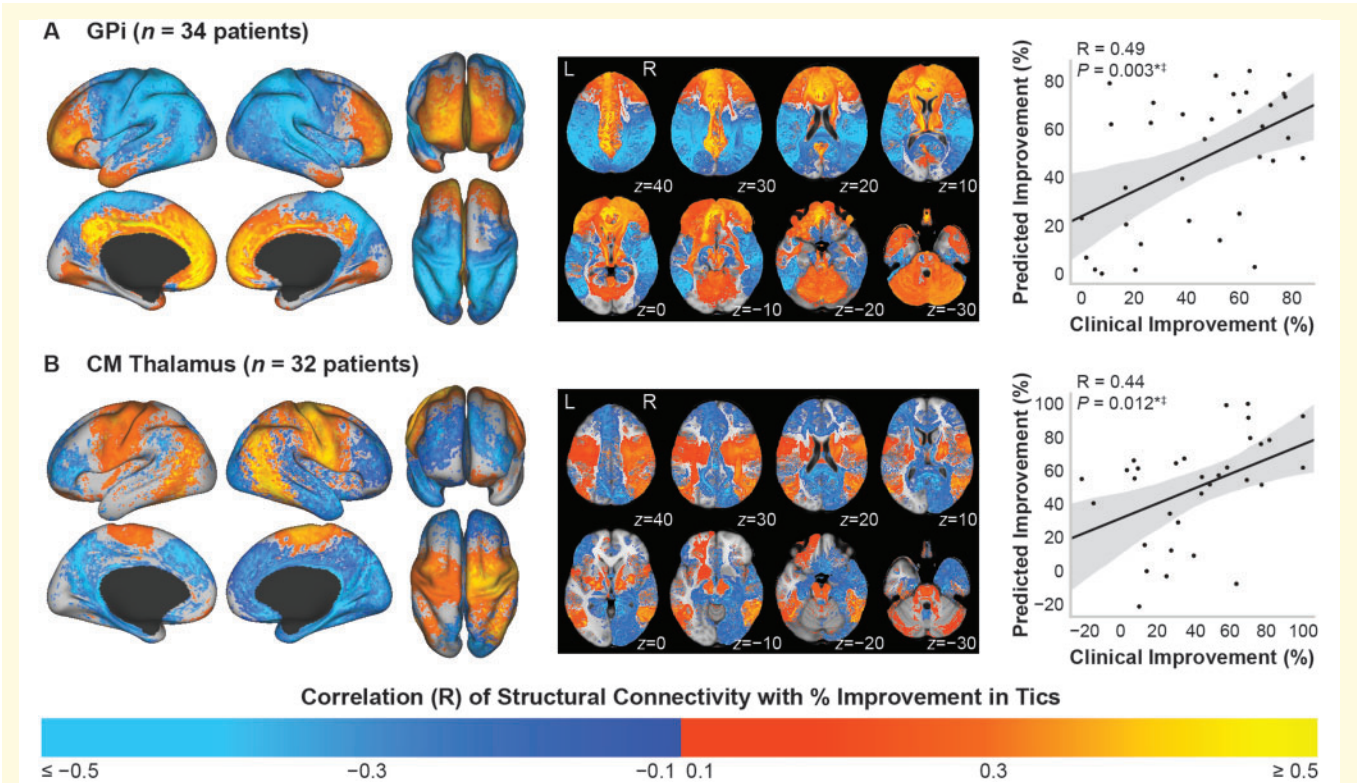 A GPi (n = 34 patients)
L R
z=40 z=30 z=20 z=10
z=0 z=−10 z=−20 z=−30
R = 0.49
P = 0.003*‡
Predicted Improvement (%)
80
60
40
20
0
0 20 40 60 80
Clinical Improvement (%)
B CM Thalamus (n = 32 patients)
L R
z=40 z=30 z=20 z=10
z=0 z=−10 z=−20 z=−30
R = 0.44
P = 0.012*‡
Predicted Improvement (%)
100
80
60
40
20
0
−20
−20 0 20 40 60 80 100
Clinical Improvement (%)
Correlation (R) of Structural Connectivity with % Improvement in Tics
≤ −0.5 −0.3 −0.1 0.1 0.3 ≥ 0.5